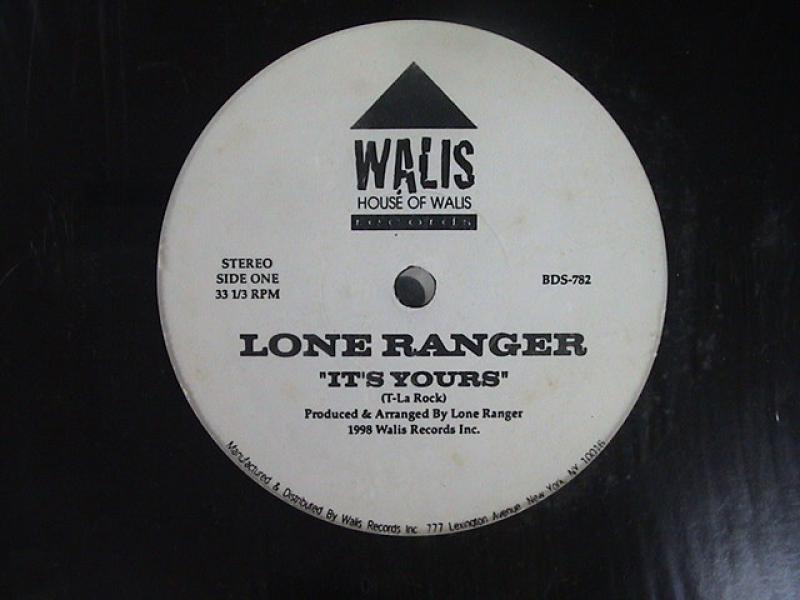 WALIS
HOUSE OF WALIS
records
STEREO
SIDE ONE
33 1/3 RPM
BDS-782
LONE RANGER
"IT'S YOURS"
(T-La Rock)
Produced & Arranged By Lone Ranger
1998 Walis Records Inc.
Manufactured & Distributed By Walis Records Inc 777 Lexington Avenue New York NY 10016